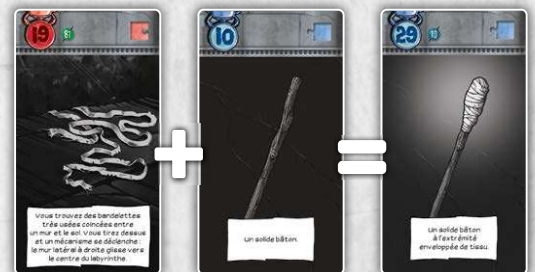 19
10
29
10
+
=
Vous trouvez des bandelettes
très usées coincées entre
un mur et le sol. Vous tirez dessus
et un mécanisme se déclenche :
le mur latéral à droite glisse vers
le centre du labyrinthe.
Un solide bâton.
Un solide bâton
à l'extrémité
enveloppée de tissu.